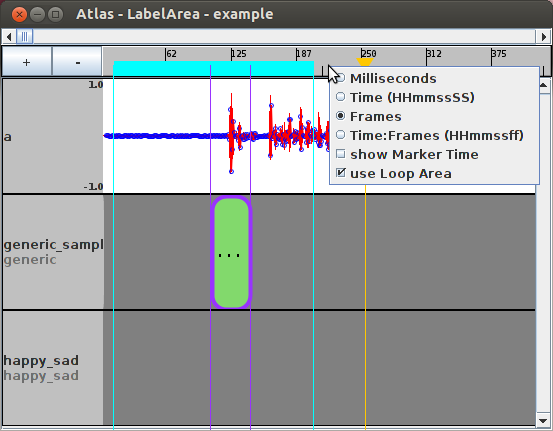 Atlas - LabelArea - example
+ - 62 125 187 250 312 375
Milliseconds
Time (HHmmssSS)
Frames
Time:Frames (HHmmssff)
show Marker Time
use Loop Area
1.0
a
-1.0
generic_sampl
generic
...
happy_sad
happy_sad